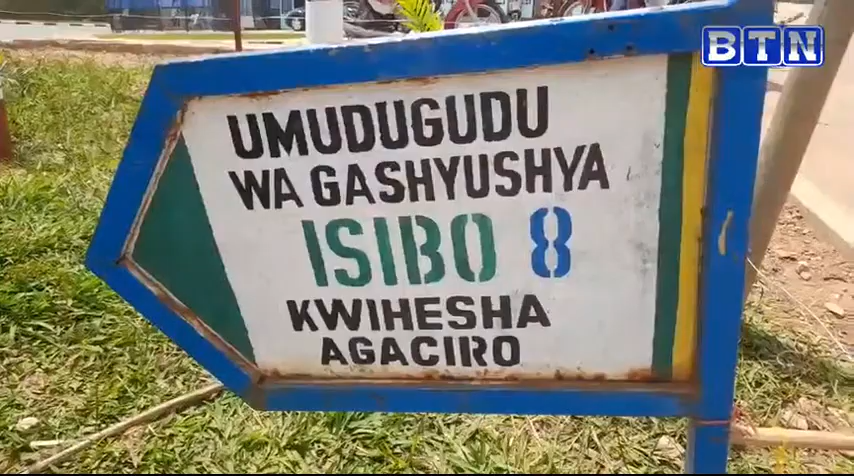 BTN
UMUDUGUDU
WA GASHYUSHYA
ISIBO 8
KWIHESHA
AGACIRO